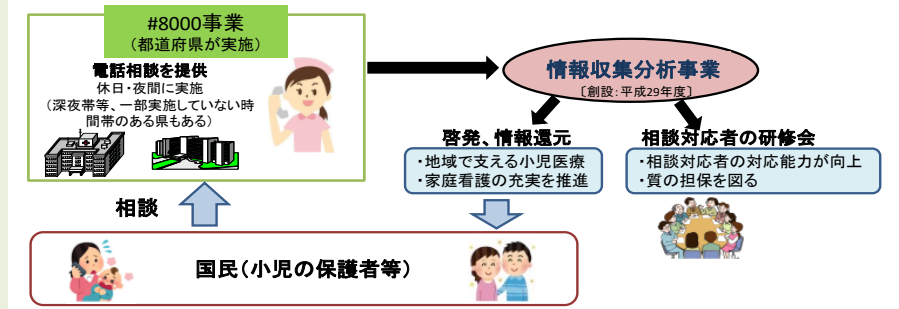 #8000事業
（都道府県が実施）
電話相談を提供
休日・夜間に実施
（深夜帯等、一部実施していない時
間帯のある県もある）
情報収集分析事業
〔創設：平成29年度〕
啓発、情報還元
・地域で支える小児医療
・家庭看護の充実を推進
相談対応者の研修会
・相談対応者の対応能力が向上
・質の担保を図る
相談
国民（小児の保護者等）